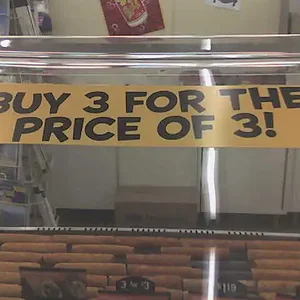 BUY 3 FOR THE
PRICE OF 3!